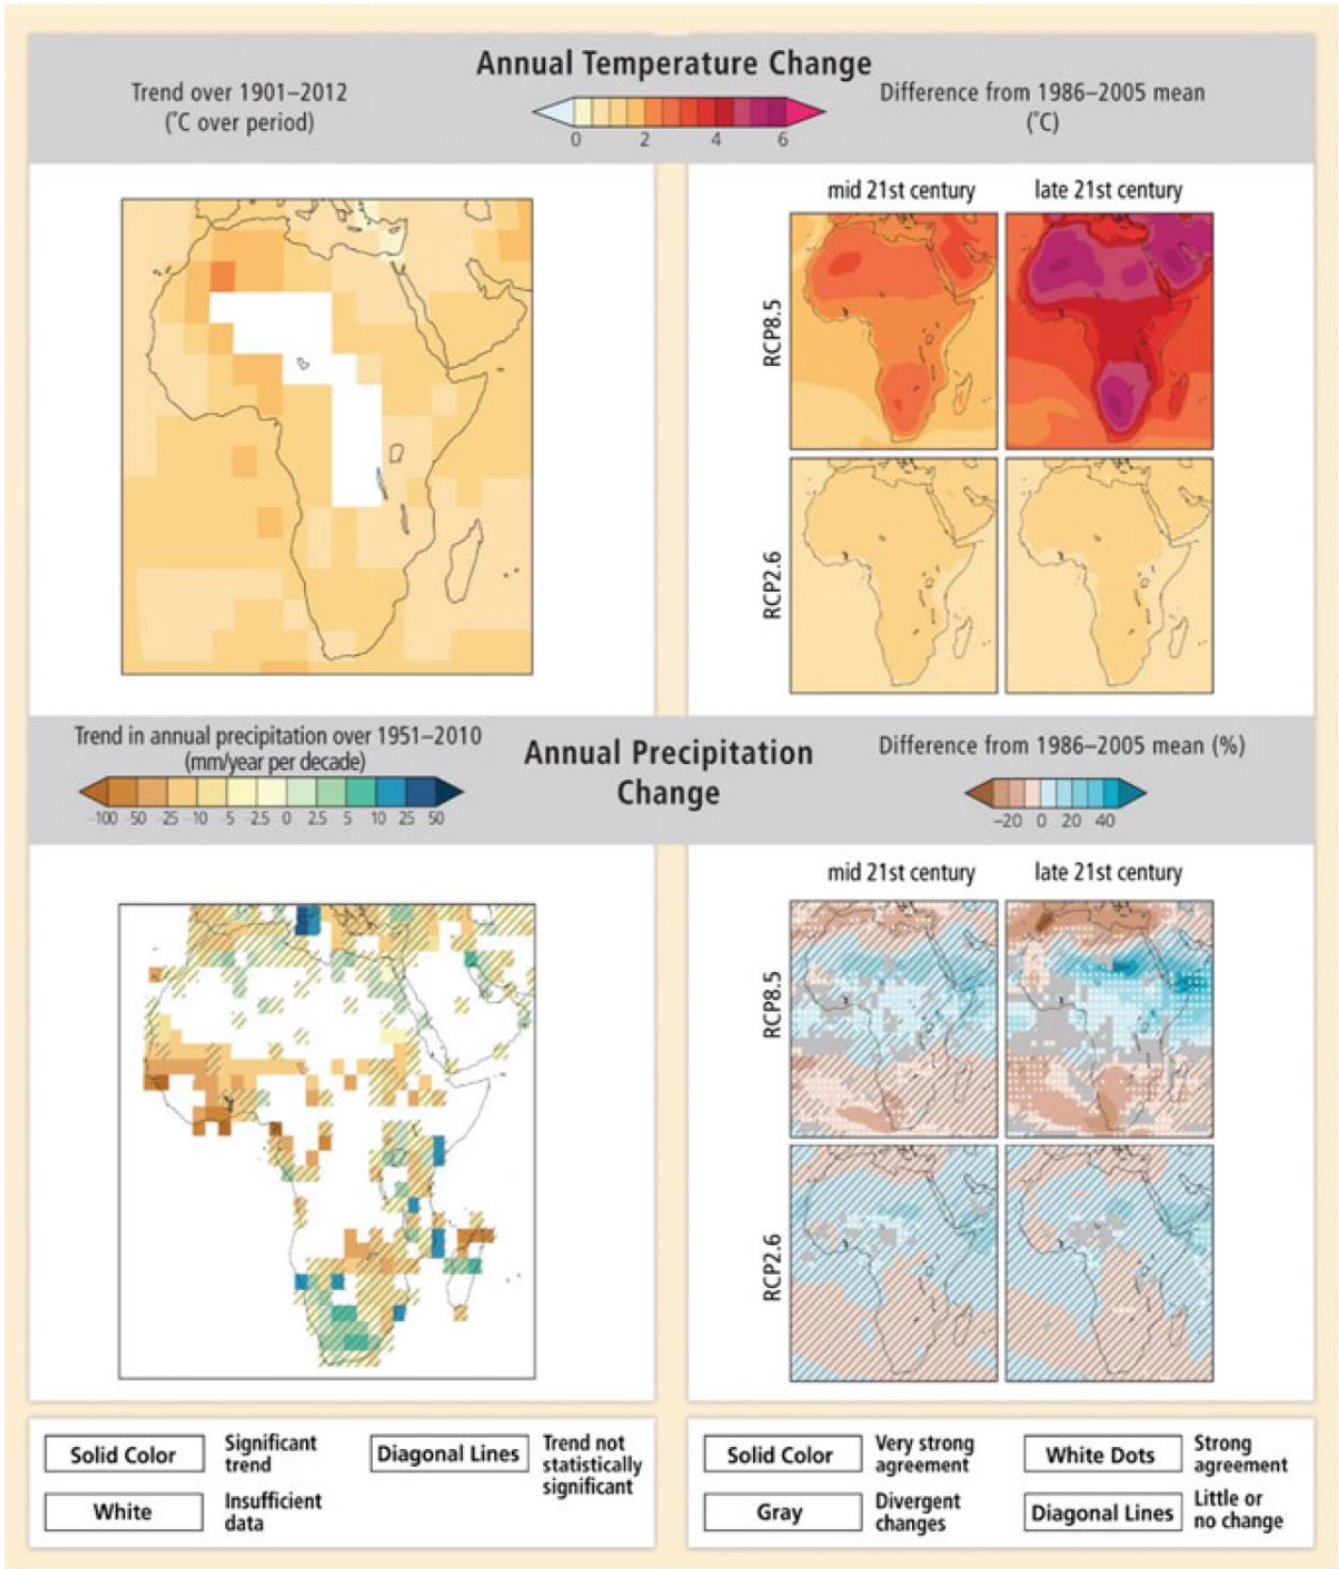 Annual Temperature Change
Trend over 1901–2012
(˚C over period)
0 2 4 6
Difference from 1986–2005 mean
(˚C)
mid 21st century
late 21st century
RCP8.5
RCP2.6
Trend in annual precipitation over 1951–2010
(mm/year per decade)
-100 -50 -25 -10 -5 -2.5 0 2.5 5 10 25 50
Annual Precipitation
Change
Difference from 1986–2005 mean (%)
–20 0 20 40
mid 21st century
late 21st century
RCP8.5
RCP2.6
Solid Color
Significant
trend
Diagonal Lines
Trend not
statistically
significant
White
Insufficient
data
Solid Color
Very strong
agreement
White Dots
Strong
agreement
Gray
Divergent
changes
Diagonal Lines
Little or
no change